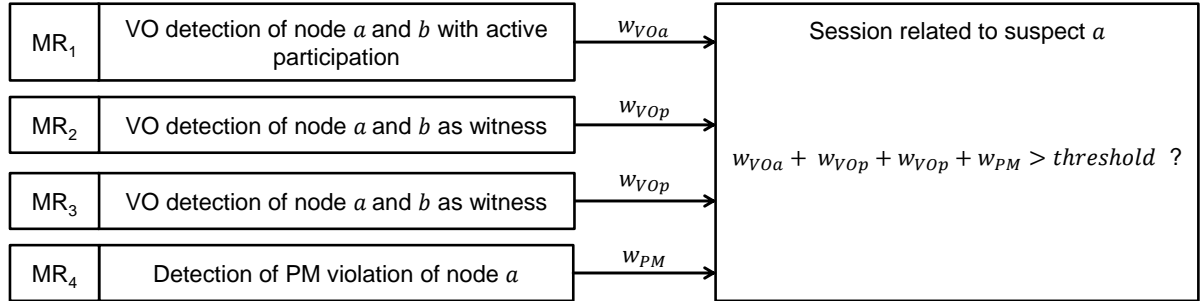 MR₁ VO detection of node 𝑎 and 𝑏 with active
participation
𝑤𝑉𝑂𝑎
MR₂ VO detection of node 𝑎 and 𝑏 as witness
𝑤𝑉𝑂𝑝
MR₃ VO detection of node 𝑎 and 𝑏 as witness
𝑤𝑉𝑂𝑝
MR₄ Detection of PM violation of node 𝑎
𝑤𝑃𝑀
Session related to suspect 𝑎
𝑤𝑉𝑂𝑎 + 𝑤𝑉𝑂𝑝 + 𝑤𝑉𝑂𝑝 + 𝑤𝑃𝑀 > 𝑡ℎ𝑟𝑒𝑠ℎ𝑜𝑙𝑑 ?